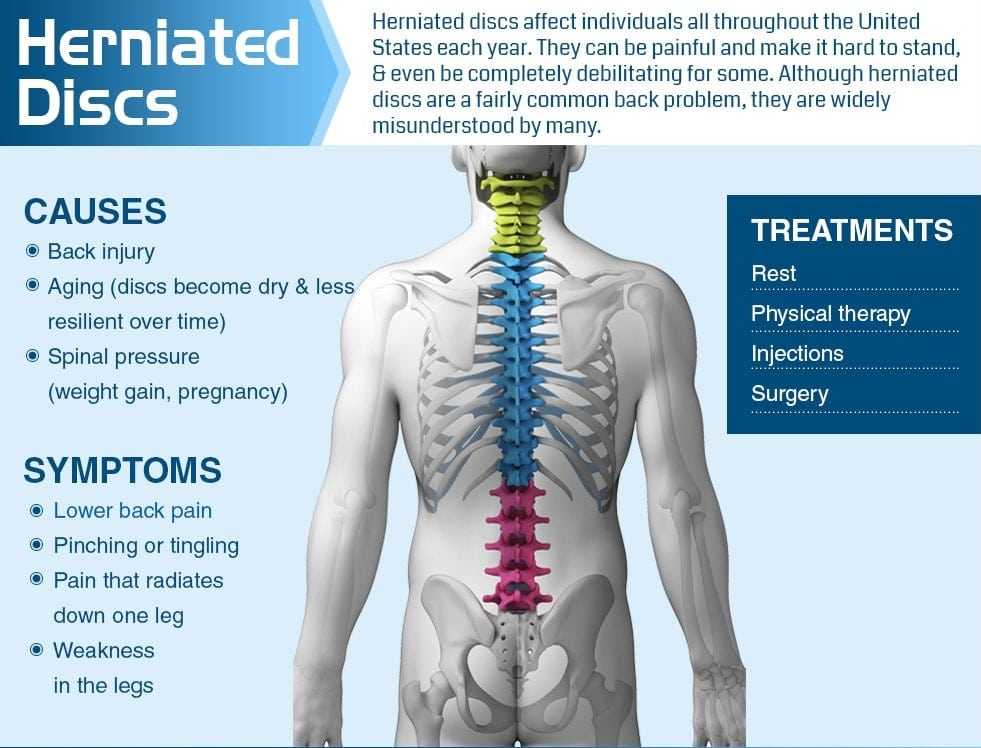 Herniated
Discs
Herniated discs affect individuals all throughout the United
States each year. They can be painful and make it hard to stand,
& even be completely debilitating for some. Although herniated
discs are a fairly common back problem, they are widely
misunderstood by many.
CAUSES
Back injury
Aging (discs become dry & less
resilient over time)
Spinal pressure
(weight gain, pregnancy)
SYMPTOMS
Lower back pain
Pinching or tingling
Pain that radiates
down one leg
Weakness
in the legs
TREATMENTS
Rest
Physical therapy
Injections
Surgery